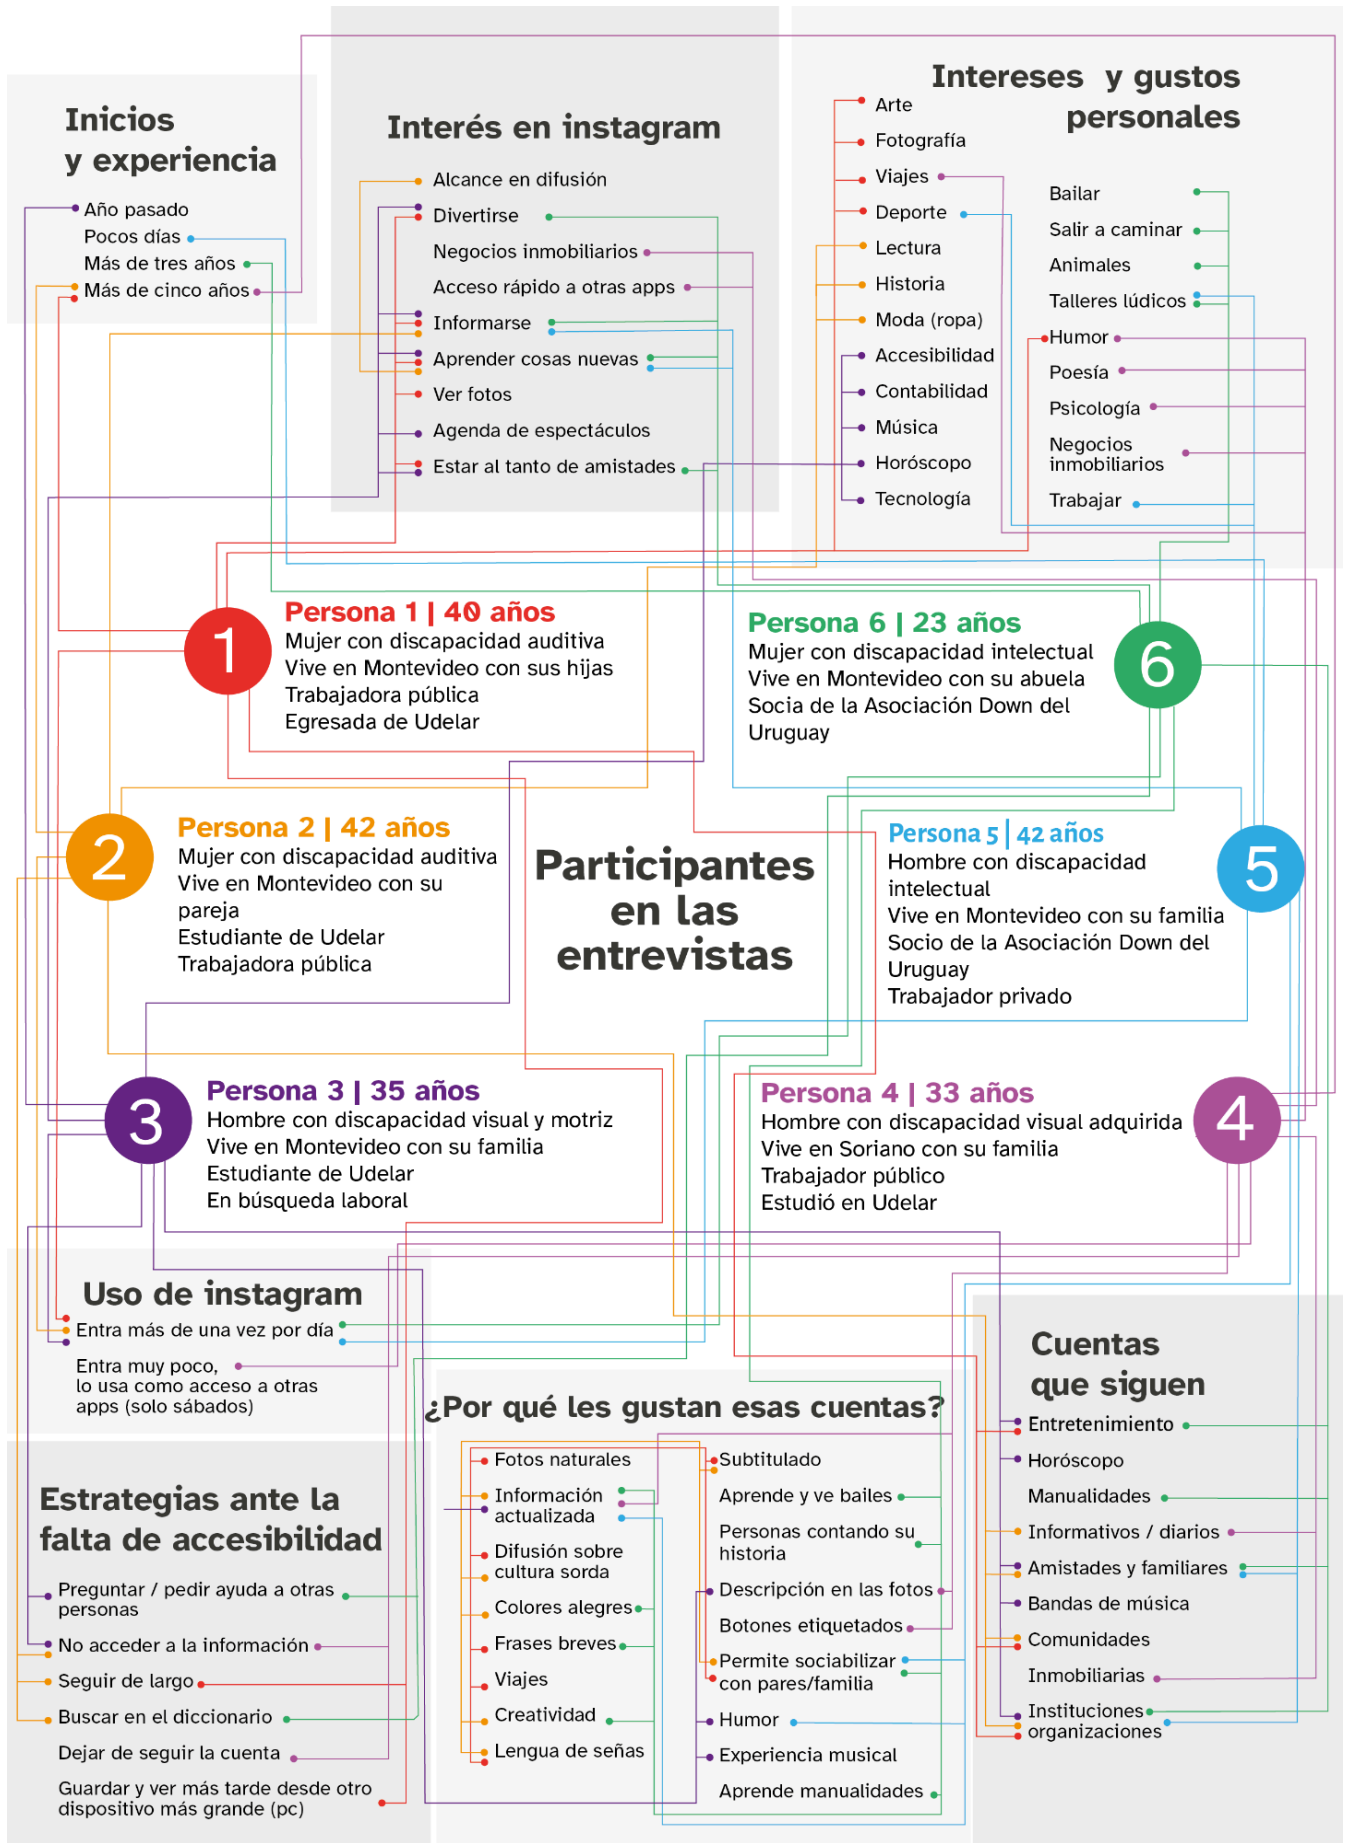 Inicios
y experiencia
Año pasado
Pocos días
Más de tres años
Más de cinco años
Interés en instagram
Alcance en difusión
Divertirse
Negocios inmobiliarios
Acceso rápido a otras apps
Informarse
Aprender cosas nuevas
Ver fotos
Agenda de espectáculos
Estar al tanto de amistades
Intereses y gustos
personales
Arte
Fotografía
Viajes
Deporte
Lectura
Historia
Moda (ropa)
Accesibilidad
Contabilidad
Música
Horóscopo
Tecnología
Bailar
Salir a caminar
Animales
Talleres lúdicos
Humor
Poesía
Psicología
Negocios
inmobiliarios
Trabajar
1
Persona 1 | 40 años
Mujer con discapacidad auditiva
Vive en Montevideo con sus hijas
Trabajadora pública
Egresada de Udelar
Persona 6 | 23 años
Mujer con discapacidad intelectual
Vive en Montevideo con su abuela
Socia de la Asociación Down del
Uruguay
6
2
Persona 2 | 42 años
Mujer con discapacidad auditiva
Vive en Montevideo con su
pareja
Estudiante de Udelar
Trabajadora pública
Participantes
en las
entrevistas
Persona 5 | 42 años
Hombre con discapacidad
intelectual
Vive en Montevideo con su familia
Socio de la Asociación Down del
Uruguay
Trabajador privado
5
3
Persona 3 | 35 años
Hombre con discapacidad visual y motriz
Vive en Montevideo con su familia
Estudiante de Udelar
En búsqueda laboral
Persona 4 | 33 años
Hombre con discapacidad visual adquirida
Vive en Soriano con su familia
Trabajador público
Estudió en Udelar
4
Uso de instagram
Entra más de una vez por día
Entra muy poco,
lo usa como acceso a otras
apps (solo sábados)
Estrategias ante la
falta de accesibilidad
Preguntar / pedir ayuda a otras
personas
No acceder a la información
Seguir de largo
Buscar en el diccionario
Dejar de seguir la cuenta
Guardar y ver más tarde desde otro
dispositivo más grande (pc)
¿Por qué les gustan esas cuentas?
Fotos naturales
Información
actualizada
Difusión sobre
cultura sorda
Colores alegres
Frases breves
Viajes
Creatividad
Lengua de señas
Subtitulado
Aprende y ve bailes
Personas contando su
historia
Descripción en las fotos
Botones etiquetados
Permite sociabilizar
con pares/familia
Humor
Experiencia musical
Aprende manualidades
Cuentas
que siguen
Entretenimiento
Horóscopo
Manualidades
Informativos / diarios
Amistades y familiares
Bandas de música
Comunidades
Inmobiliarias
Instituciones
organizaciones